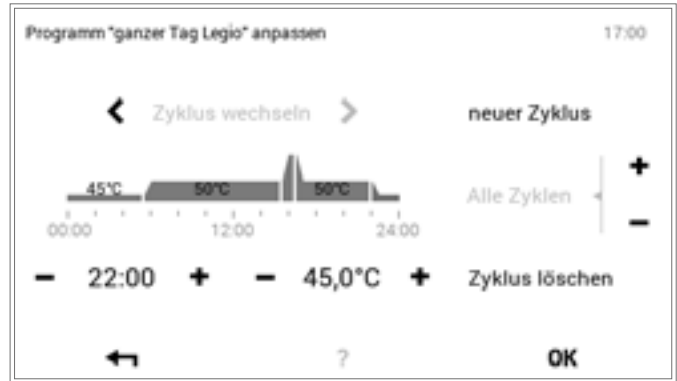 Programm "ganzer Tag Legio" anpassen 17:00
Zyklus wechseln neuer Zyklus
45°C 50°C 50°C
Alle Zyklen
00:00 12:00 24:00
− 22:00 + − 45,0°C + Zyklus löschen
? OK